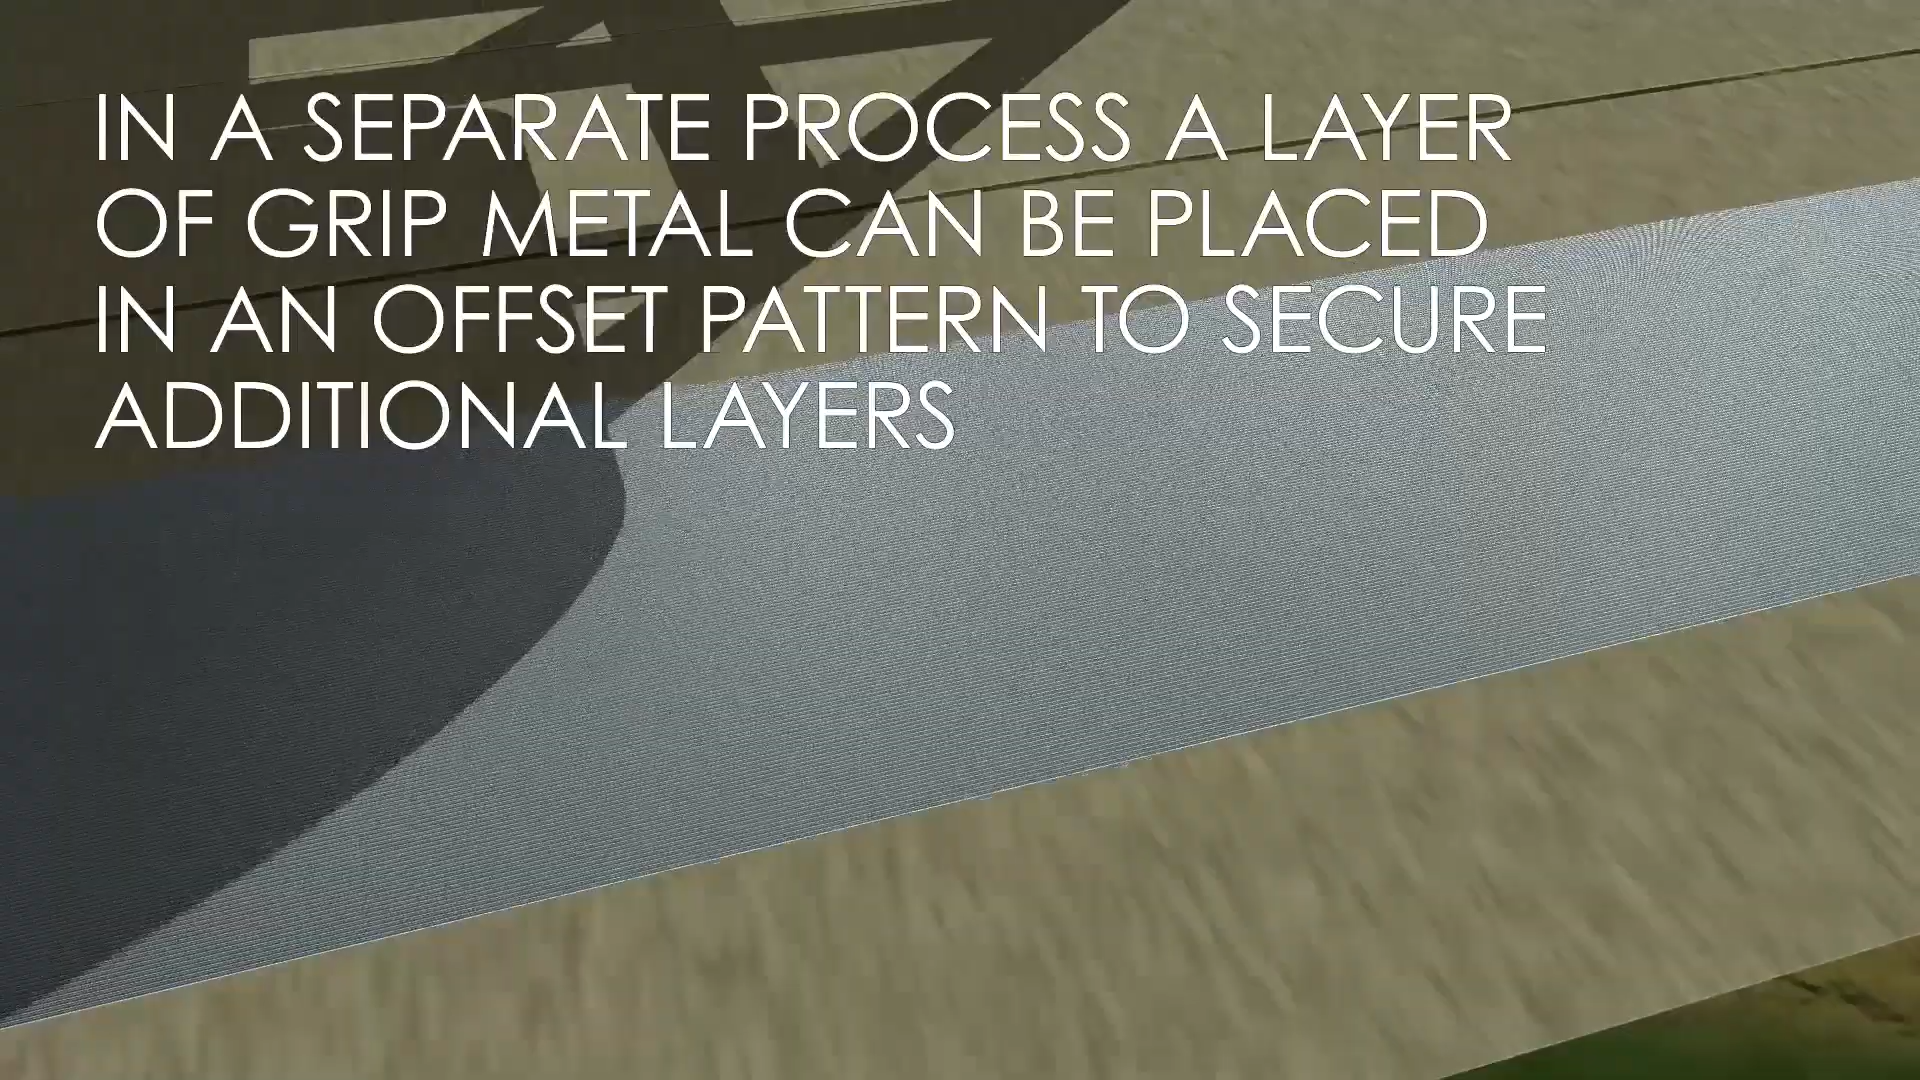 IN A SEPARATE PROCESS A LAYER
OF GRIP METAL CAN BE PLACED
IN AN OFFSET PATTERN TO SECURE
ADDITIONAL LAYERS